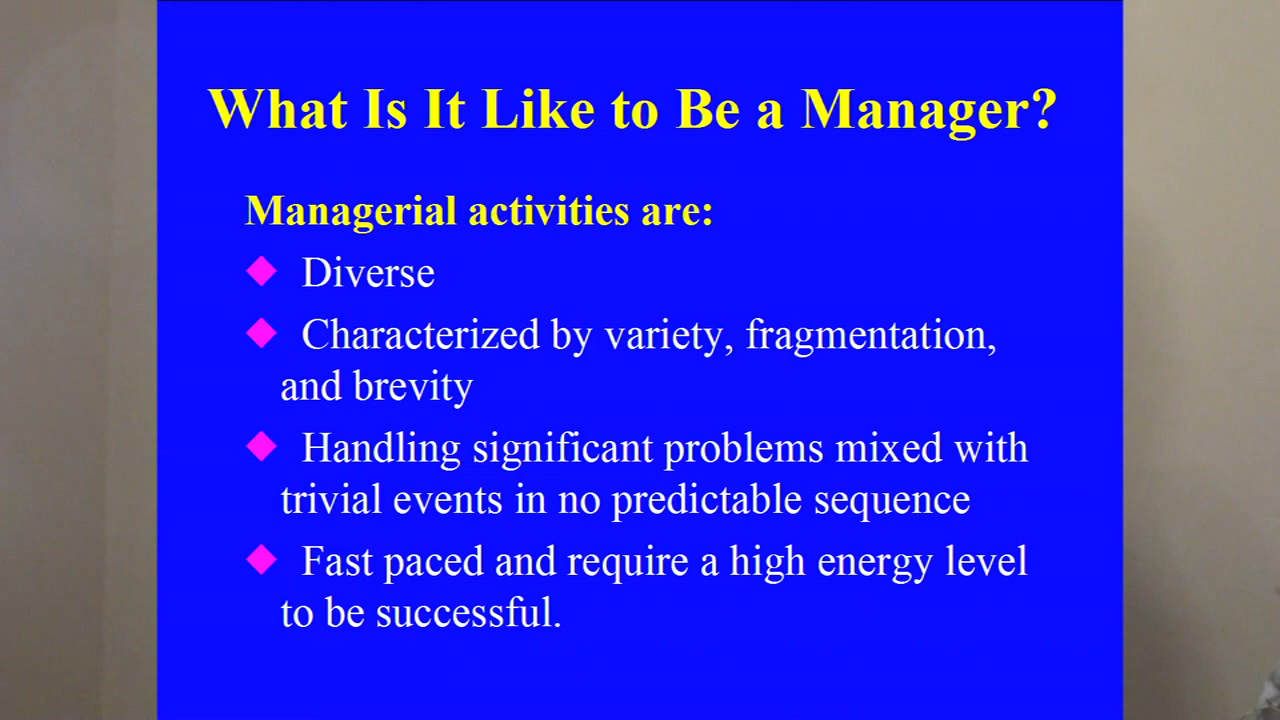 What Is It Like to Be a Manager?
Managerial activities are:
Diverse
Characterized by variety, fragmentation,
and brevity
Handling significant problems mixed with
trivial events in no predictable sequence
Fast paced and require a high energy level
to be successful.